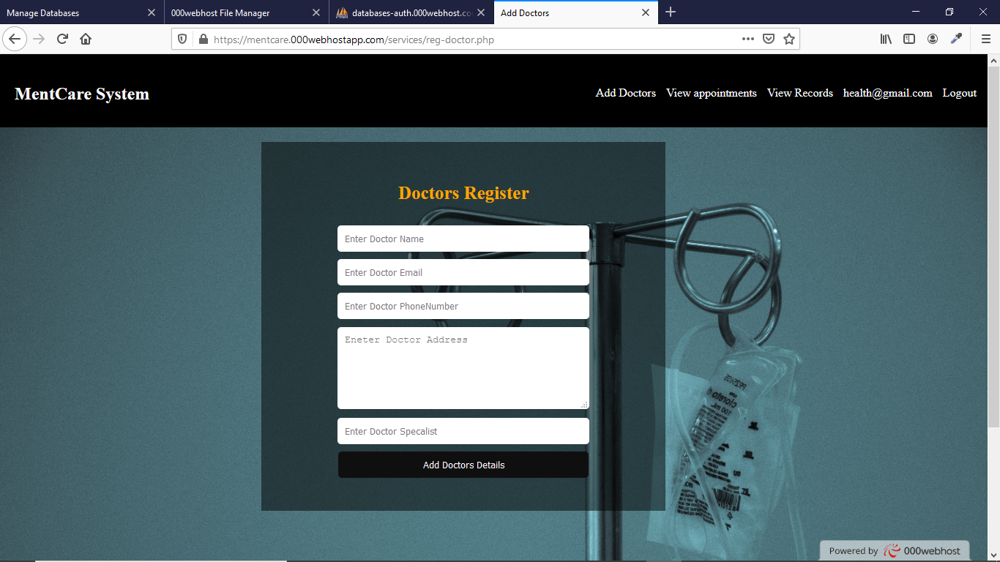 Manage Databases
000webhost File Manager
databases-auth.000webhost.co
Add Doctors
https://mentcare.000webhostapp.com/services/reg-doctor.php
MentCare System
Add Doctors View appointments View Records health@gmail.com Logout
Doctors Register
Enter Doctor Name
Enter Doctor Email
Enter Doctor PhoneNumber
Eneter Doctor Address
Enter Doctor Specalist
Add Doctors Details
100 mL
Powered by 000webhost